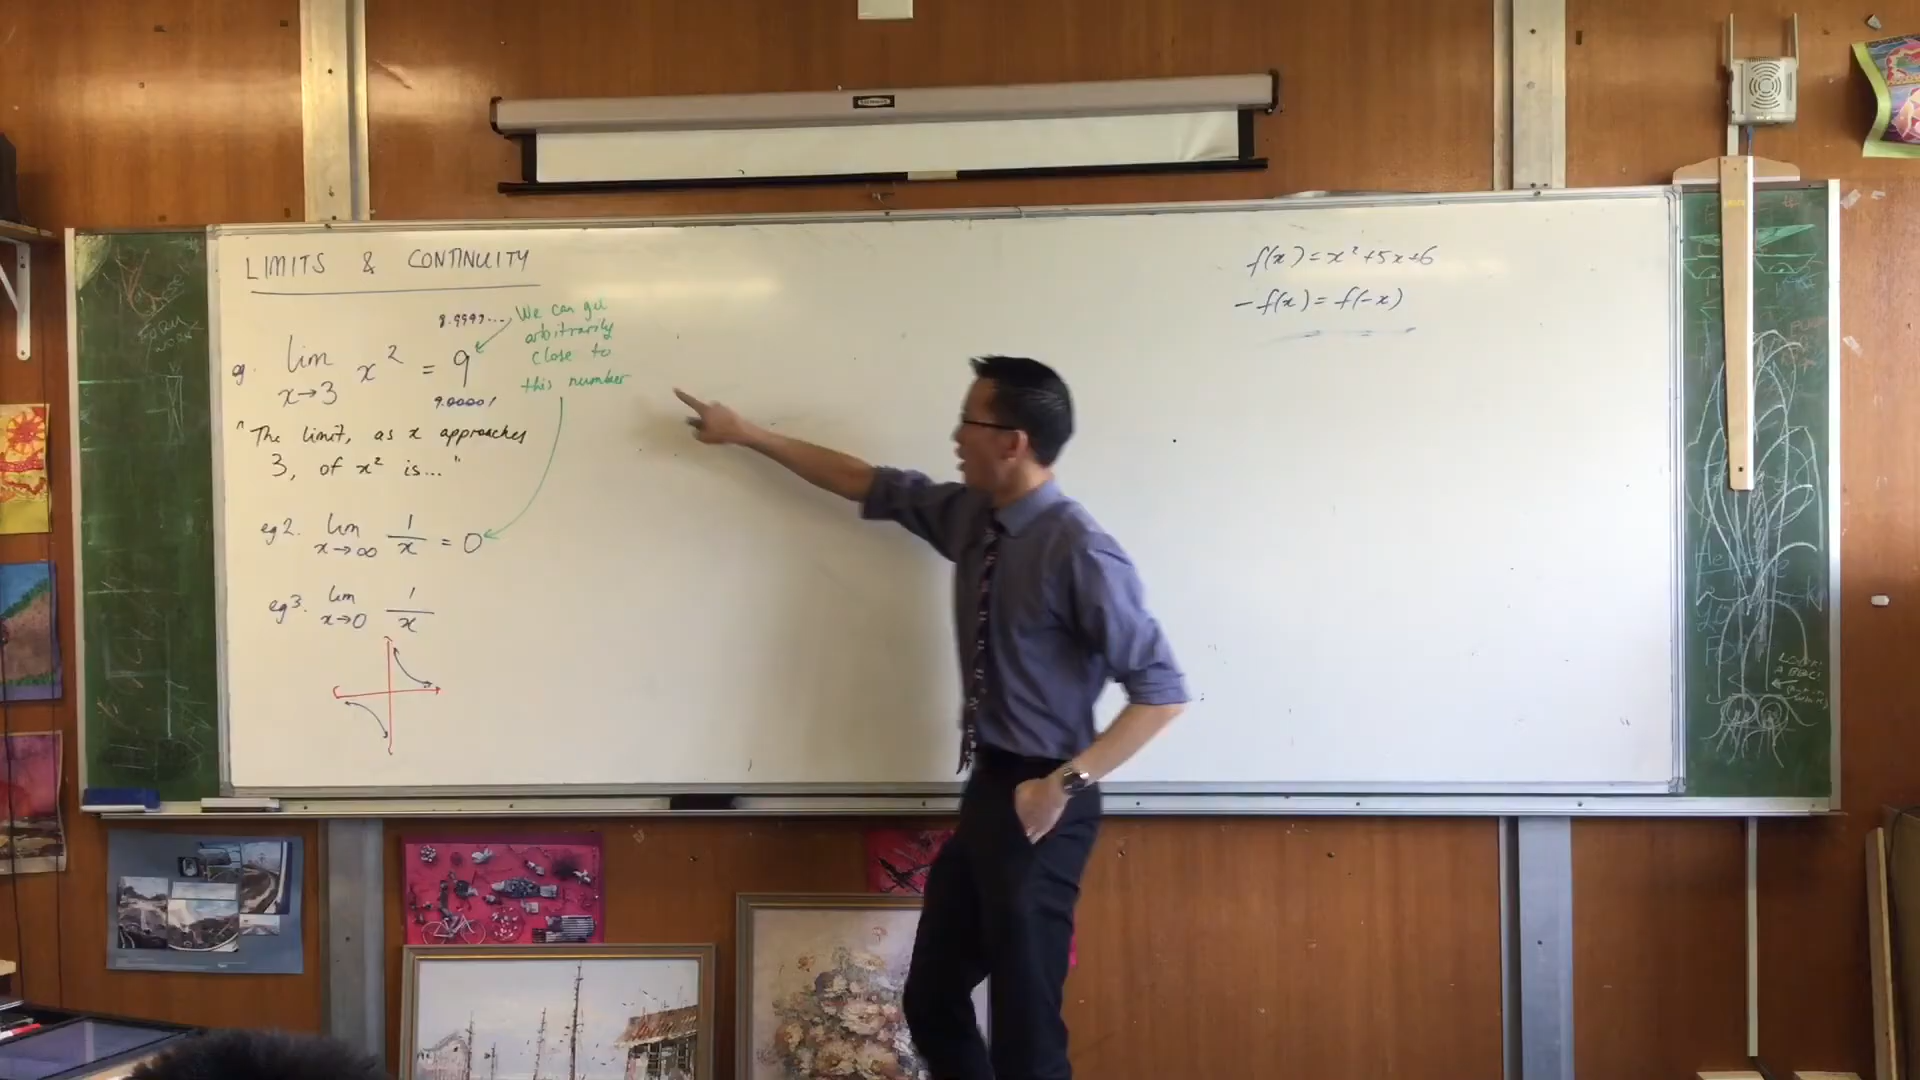 LIMITS & CONTINUITY
8.9999...
We can get
arbitrarily
close to
this number
eg. lim x→3 x² = 9
9.00001
"The limit, as x approaches
3, of x² is..."
eg2. lim x→∞ 1/x = 0
eg3. lim x→0 1/x
f(x)=x²+5x+6
-f(x)=f(-x)